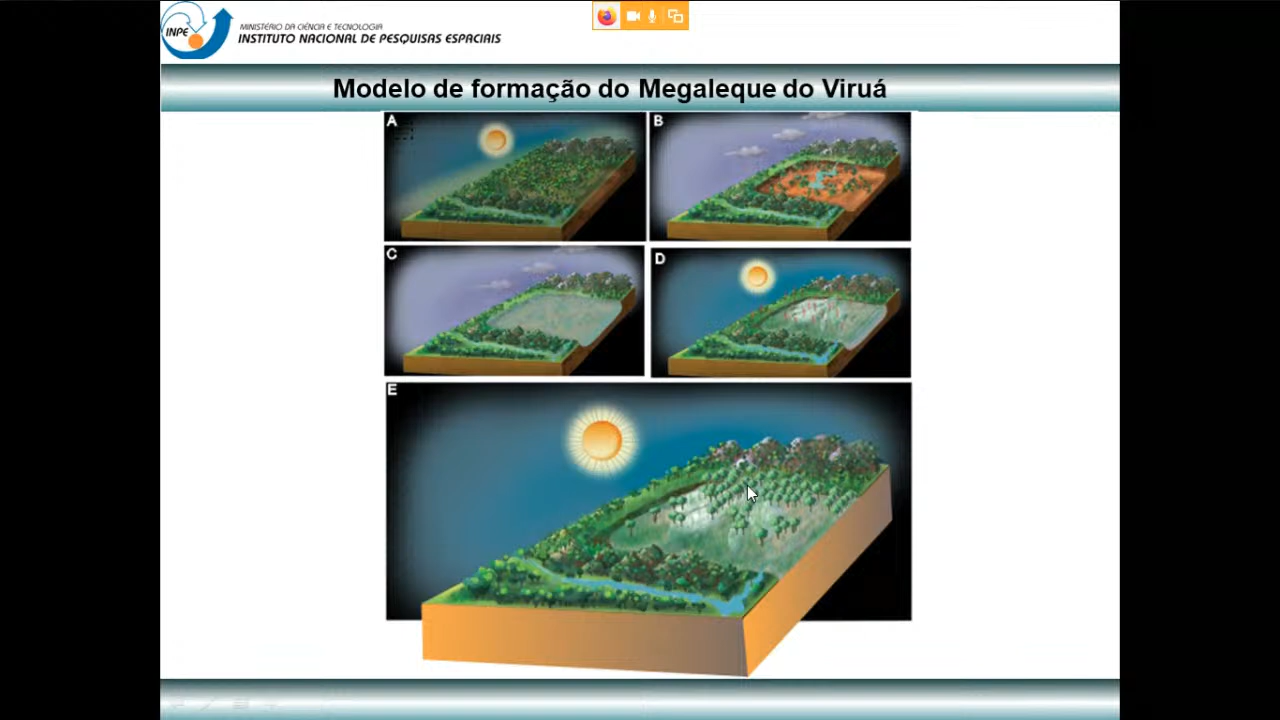 INPE
MINISTÉRIO DA CIÊNCIA E TECNOLOGIA
INSTITUTO NACIONAL DE PESQUISAS ESPACIAIS
Modelo de formação do Megaleque do Viruá
A
B
C
D
E